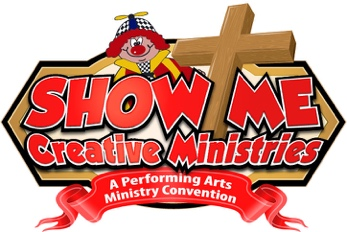 SHOW ME
Creative Ministries
A Performing Arts
Ministry Convention